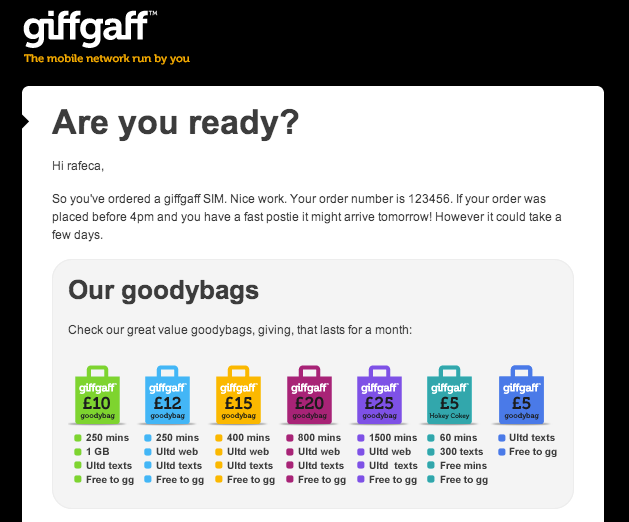 giffgaff™
The mobile network run by you
Are you ready?
Hi rafeca,
So you've ordered a giffgaff SIM. Nice work. Your order number is 123456. If your order was
placed before 4pm and you have a fast postie it might arrive tomorrow! However it could take a
few days.
Our goodybags
Check our great value goodybags, giving, that lasts for a month:
giffgaff giffgaff giffgaff giffgaff giffgaff giffgaff giffgaff
£10 £12 £15 £20 £25 £5 £5
goodybag goodybag goodybag goodybag goodybag Hokey Cokey goodybag
250 mins 250 mins 400 mins 800 mins 1500 mins 60 mins Ultd texts
1 GB Ultd web Ultd web Ultd web Ultd web 300 texts Free to gg
Ultd texts Ultd texts Ultd texts Ultd texts Ultd texts Free mins
Free to gg Free to gg Free to gg Free to gg Free to gg Free to gg